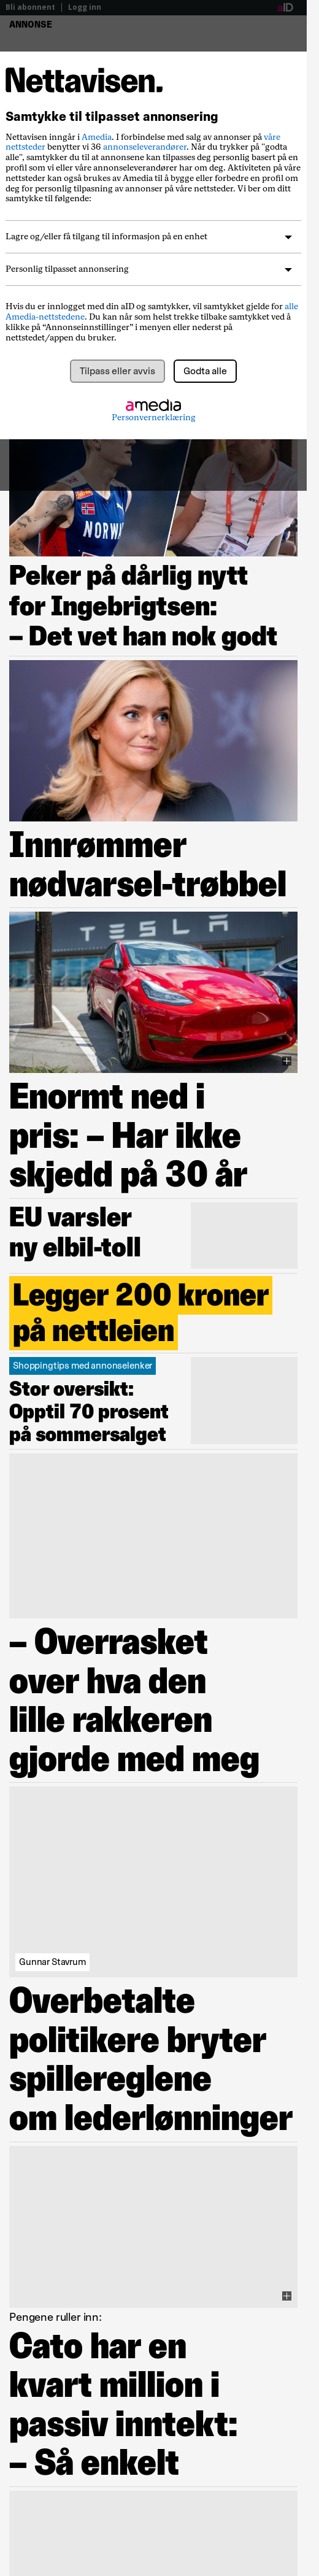 Bli abonnent | Logg inn
aID
ANNONSE
Nettavisen.
Samtykke til tilpasset annonsering
Nettavisen inngår i Amedia. I forbindelse med salg av annonser på våre
nettsteder benytter vi 36 annonseleverandører. Når du trykker på "godta
alle", samtykker du til at annonsene kan tilpasses deg personlig basert på en
profil som vi eller våre annonseleverandører har om deg. Aktiviteten på våre
nettsteder kan også brukes av Amedia til å bygge eller forbedre en profil om
deg for personlig tilpasning av annonser på våre nettsteder. Vi ber om ditt
samtykke til følgende:
Lagre og/eller få tilgang til informasjon på en enhet
Personlig tilpasset annonsering
Hvis du er innlogget med din aID og samtykker, vil samtykket gjelde for alle
Amedia-nettstedene. Du kan når som helst trekke tilbake samtykket ved å
klikke på “Annonseinnstillinger” i menyen eller nederst på
nettstedet/appen du bruker.
Tilpass eller avvis
Godta alle
amedia
Personvernerklæring
NORWAY
Peker på dårlig nytt
for Ingebrigtsen:
– Det vet han nok godt
Innrømmer
nødvarsel-trøbbel
TESLA
Enormt ned i
pris: – Har ikke
skjedd på 30 år
EU varsler
ny elbil-toll
Legger 200 kroner
på nettleien
Shoppingtips med annonselenker
Stor oversikt:
Opptil 70 prosent
på sommersalget
– Overrasket
over hva den
lille rakkeren
gjorde med meg
Gunnar Stavrum
Overbetalte
politikere bryter
spillereglene
om lederlønninger
Pengene ruller inn:
Cato har en
kvart million i
passiv inntekt:
– Så enkelt